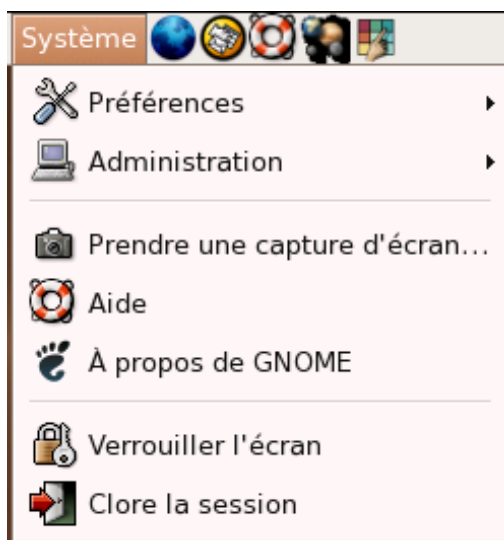 Système
Préférences
Administration
Prendre une capture d'écran...
Aide
À propos de GNOME
Verrouiller l'écran
Clore la session